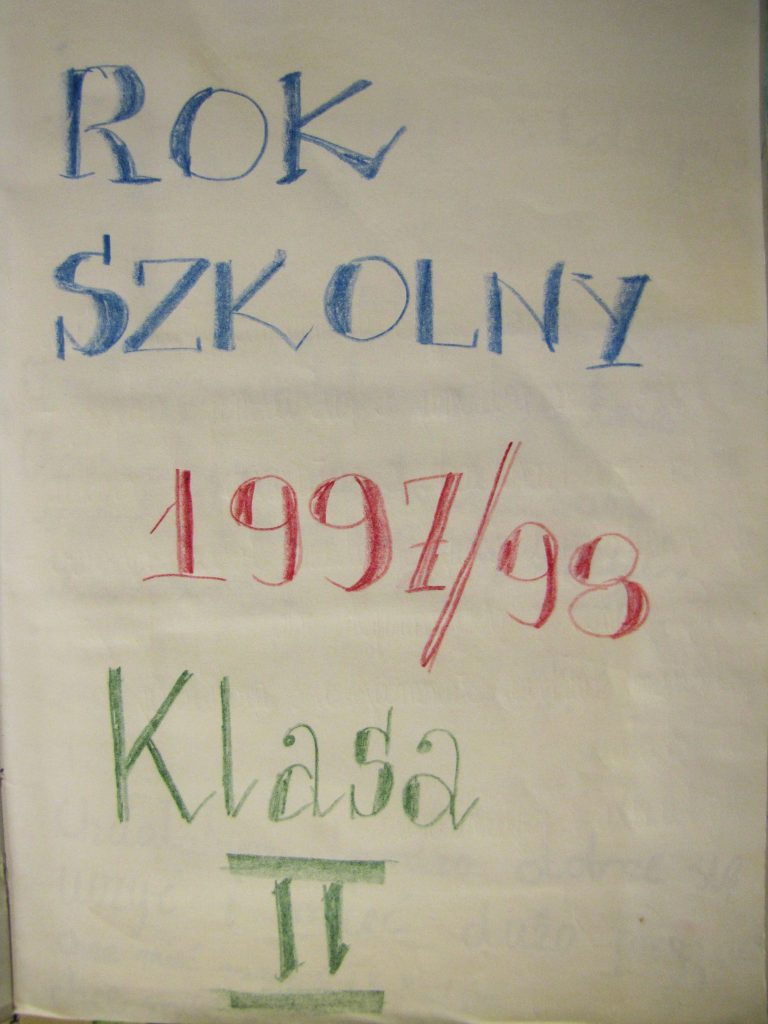 ROK
SZKOLNY
1997/98
Klasa
II